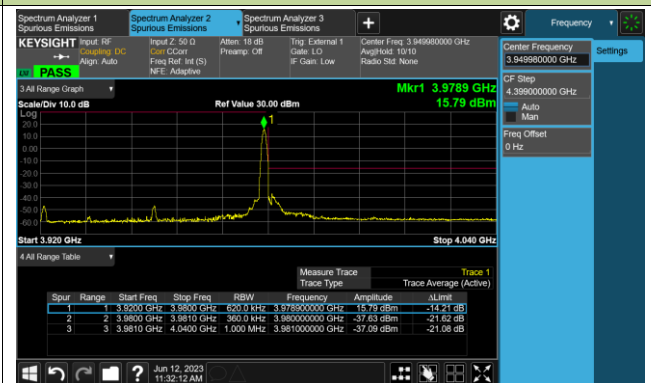 Spectrum Analyzer 1
Spurious Emissions
Spectrum Analyzer 2
Spurious Emissions
Spectrum Analyzer 3
Spurious Emissions
+
Frequency
KEYSIGHT
Input: RF
Coupling: DC
Align: Auto
Input Z: 50 Ω
Corr CCorr
Freq Ref: Int (S)
NFE: Adaptive
Atten: 18 dB
Preamp: Off
Trig: External 1
Gate: LO
IF Gain: Low
Center Freq: 3.949980000 GHz
Avg|Hold: 10/10
Radio Std: None
LXI PASS
Center Frequency
3.949980000 GHz
Settings
CF Step
4.399000000 GHz
Auto
Man
Freq Offset
0 Hz
3 All Range Graph
Mkr1 3.9789 GHz
15.79 dBm
Scale/Div 10.0 dB
Ref Value 30.00 dBm
Log
20.0
10.0
0.00
-10.0
-20.0
-30.0
-40.0
-50.0
-60.0
1
Start 3.920 GHz
Stop 4.040 GHz
4 All Range Table
Measure Trace Trace 1
Trace Type Trace Average (Active)
Spur Range Start Freq Stop Freq RBW Frequency Amplitude ΔLimit
1 1 3.9200 GHz 3.9800 GHz 620.0 kHz 3.978900000 GHz 15.79 dBm -14.21 dB
2 2 3.9800 GHz 3.9810 GHz 360.0 kHz 3.980000000 GHz -37.63 dBm -21.62 dB
3 3 3.9810 GHz 4.0400 GHz 1.000 MHz 3.981000000 GHz -37.09 dBm -21.08 dB
?
Jun 12, 2023
11:32:12 AM